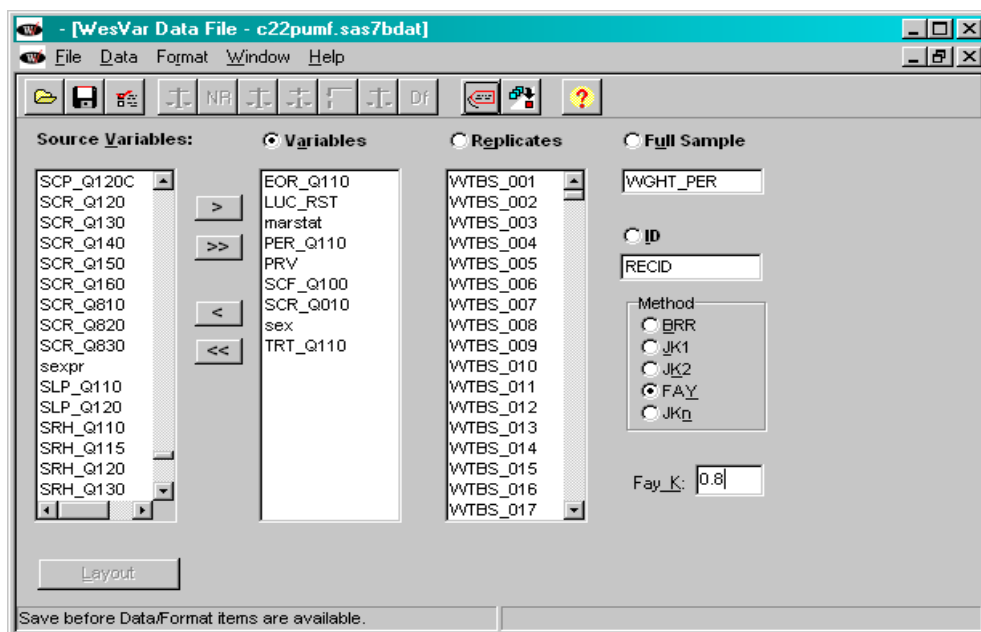 - [WesVar Data File - c22pumf.sas7bdat]
File Data Format Window Help
NR Df ?
Source Variables:
SCP_Q120C
SCR_Q120
SCR_Q130
SCR_Q140
SCR_Q150
SCR_Q160
SCR_Q810
SCR_Q820
SCR_Q830
sexpr
SLP_Q110
SLP_Q120
SRH_Q110
SRH_Q115
SRH_Q120
SRH_Q130
>
>>
<
<<
Variables
EOR_Q110
LUC_RST
marstat
PER_Q110
PRV
SCF_Q100
SCR_Q010
sex
TRT_Q110
Replicates
WTBS_001
WTBS_002
WTBS_003
WTBS_004
WTBS_005
WTBS_006
WTBS_007
WTBS_008
WTBS_009
WTBS_010
WTBS_011
WTBS_012
WTBS_013
WTBS_014
WTBS_015
WTBS_016
WTBS_017
Full Sample
WGHT_PER
ID
RECID
Method
BRR
JK1
JK2
FAY
JKn
Fay_K: 0.8
Layout
Save before Data/Format items are available.